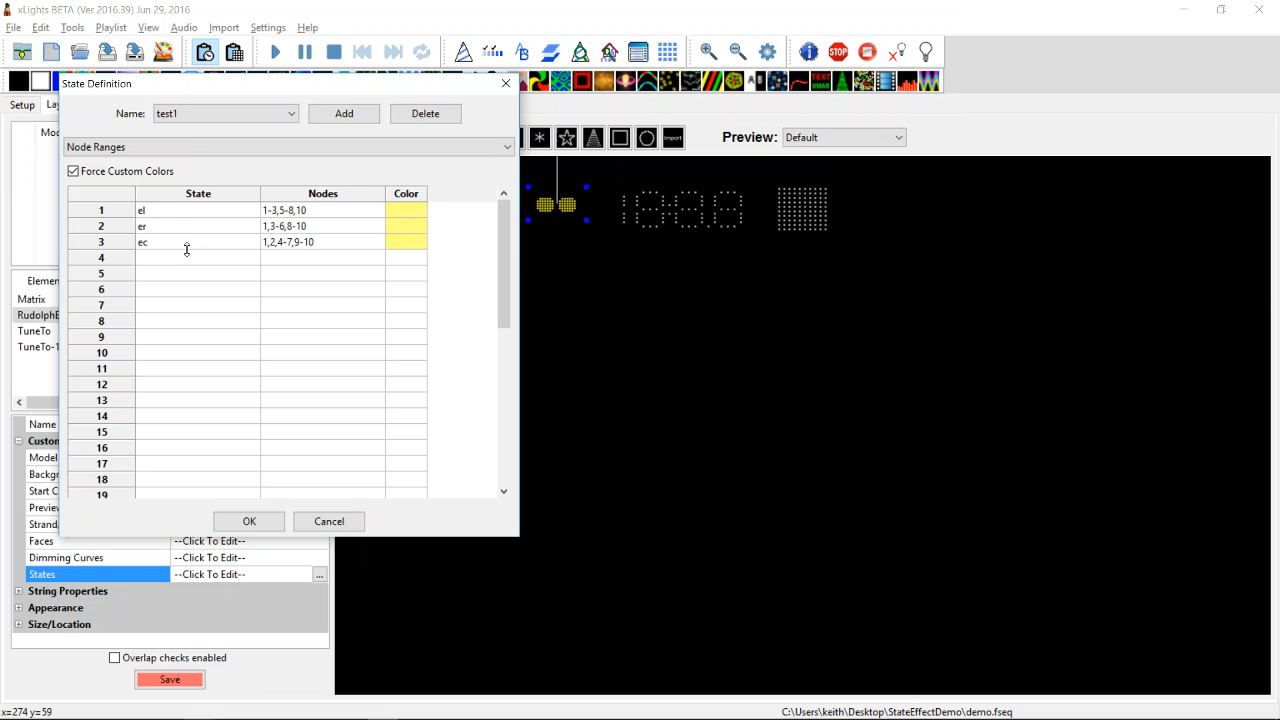 xLights BETA (Ver 2016.39) Jun 29, 2016
File Edit Tools Playlist View Audio Import Settings Help
TEXT XMAS
State Definition
Name: test1 Add Delete
Setup
Node Ranges
import Preview: Default
Force Custom Colors
State Nodes Color
1 el 1-3,5-8,10
2 er 1,3-6,8-10
3 ec 1,2,4-7,9-10
4
5
6
7
8
9
10
11
12
13
14
15
16
17
18
19
Matrix
TuneTo
OK Cancel
Name
Faces --Click To Edit--
Dimming Curves --Click To Edit--
States --Click To Edit-- ...
String Properties
Appearance
Size/Location
Overlap checks enabled
Save
x=274 y=59 C:\Users\keith\Desktop\StateEffectDemo\demo.fseq